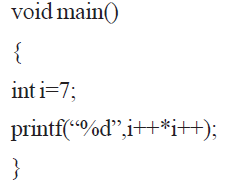 void main()
{
int i=7;
printf(“%d”,i++*i++);
}